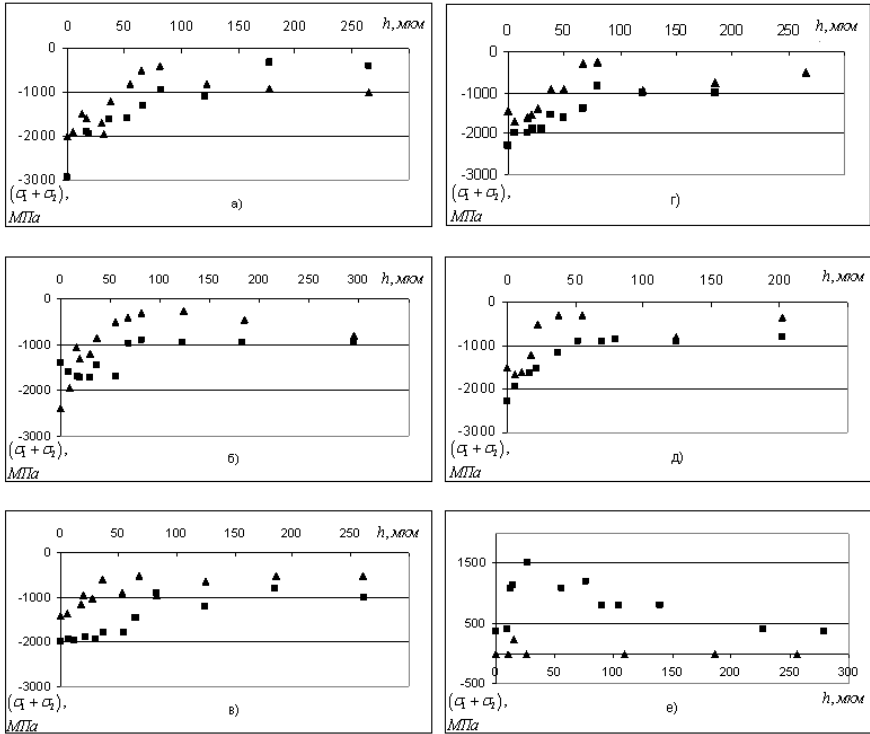 0 50 100 150 200 250 h, мкм
0
-1000
-2000
-3000
(σ₁ + σ₂),
МПа
а)
0 50 100 150 200 250 h, мкм
0
-1000
-2000
-3000
(σ₁ + σ₂),
МПа
г)
0 50 100 150 200 250 300 h, мкм
0
-1000
-2000
-3000
(σ₁ + σ₂),
МПа
б)
0 50 100 150 200 h, мкм
0
-1000
-2000
-3000
(σ₁ + σ₂),
МПа
д)
0 50 100 150 200 250 h, мкм
0
-1000
-2000
-3000
(σ₁ + σ₂),
МПа
в)
1500
500
-500
0 50 100 150 200 250 300
(σ₁ + σ₂),
МПа
е)
h, мкм